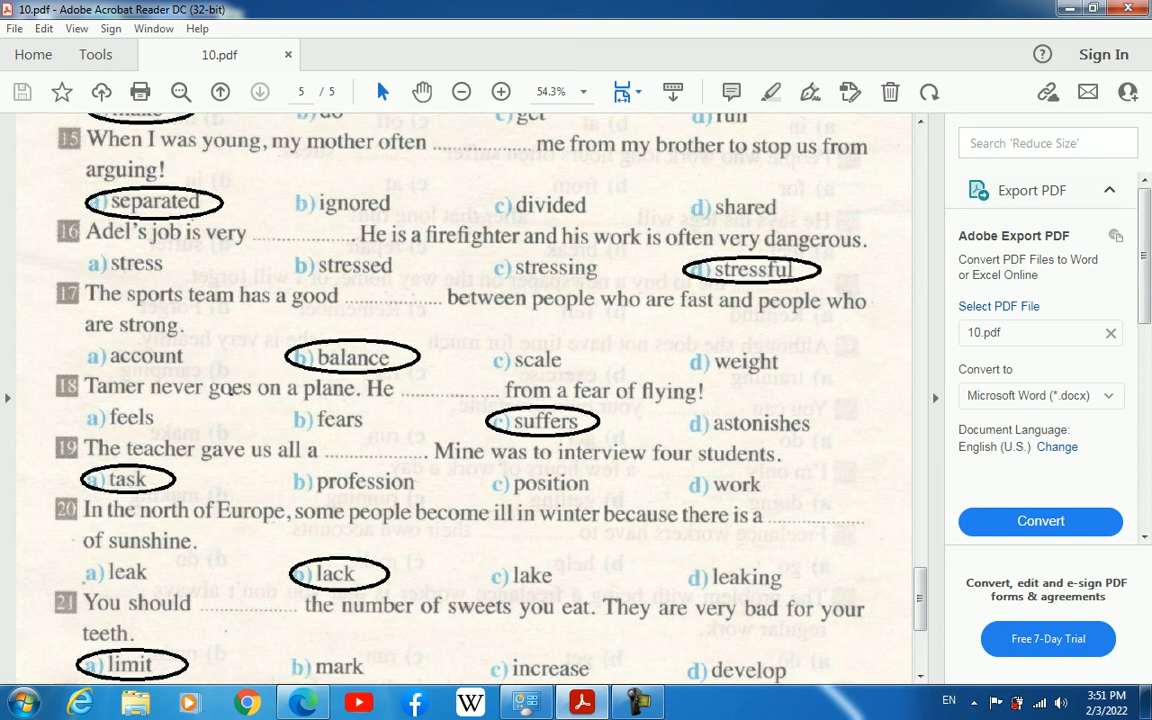 10.pdf - Adobe Acrobat Reader DC (32-bit)
File Edit View Sign Window Help
Home Tools 10.pdf × Sign In
5 / 5 54.3%
make b) do c) get d) run
15 When I was young, my mother often .............. me from my brother to stop us from
arguing!
a) separated b) ignored c) divided d) shared
16 Adel's job is very .............. He is a firefighter and his work is often very dangerous.
a) stress b) stressed c) stressing d) stressful
17 The sports team has a good .............. between people who are fast and people who
are strong.
a) account b) balance c) scale d) weight
18 Tamer never goes on a plane. He .............. from a fear of flying!
a) feels b) fears c) suffers d) astonishes
19 The teacher gave us all a .............. . Mine was to interview four students.
a) task b) profession c) position d) work
20 In the north of Europe, some people become ill in winter because there is a ..............
of sunshine.
a) leak b) lack c) lake d) leaking
21 You should .............. the number of sweets you eat. They are very bad for your
teeth.
a) limit b) mark c) increase d) develop
Search 'Reduce Size'
Export PDF
Adobe Export PDF
Convert PDF Files to Word
or Excel Online
Select PDF File
10.pdf
Convert to
Microsoft Word (*.docx)
Document Language:
English (U.S.) Change
Convert
Convert, edit and e-sign PDF
forms & agreements
Free 7-Day Trial
EN 3:51 PM
2/3/2022